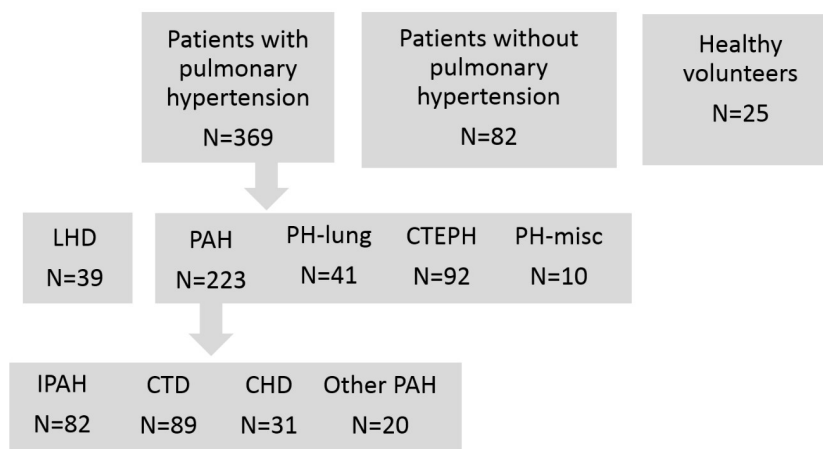 Patients with
pulmonary
hypertension
N=369
Patients without
pulmonary
hypertension
N=82
Healthy
volunteers
N=25
LHD
N=39
PAH
N=223
PH-lung
N=41
CTEPH
N=92
PH-misc
N=10
IPAH
N=82
CTD
N=89
CHD
N=31
Other PAH
N=20